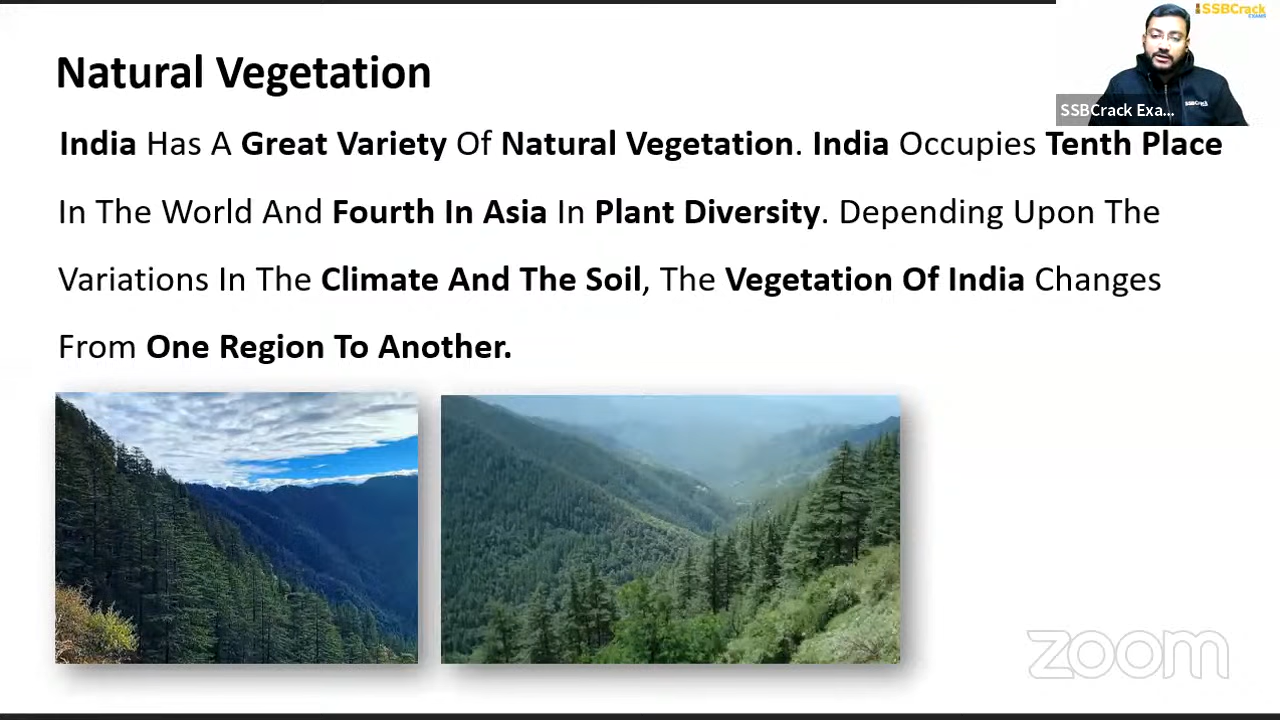 SSBCrack
EXAMS
SSBCrack Exa...
Natural Vegetation
India Has A Great Variety Of Natural Vegetation. India Occupies Tenth Place
In The World And Fourth In Asia In Plant Diversity. Depending Upon The
Variations In The Climate And The Soil, The Vegetation Of India Changes
From One Region To Another.
zoom